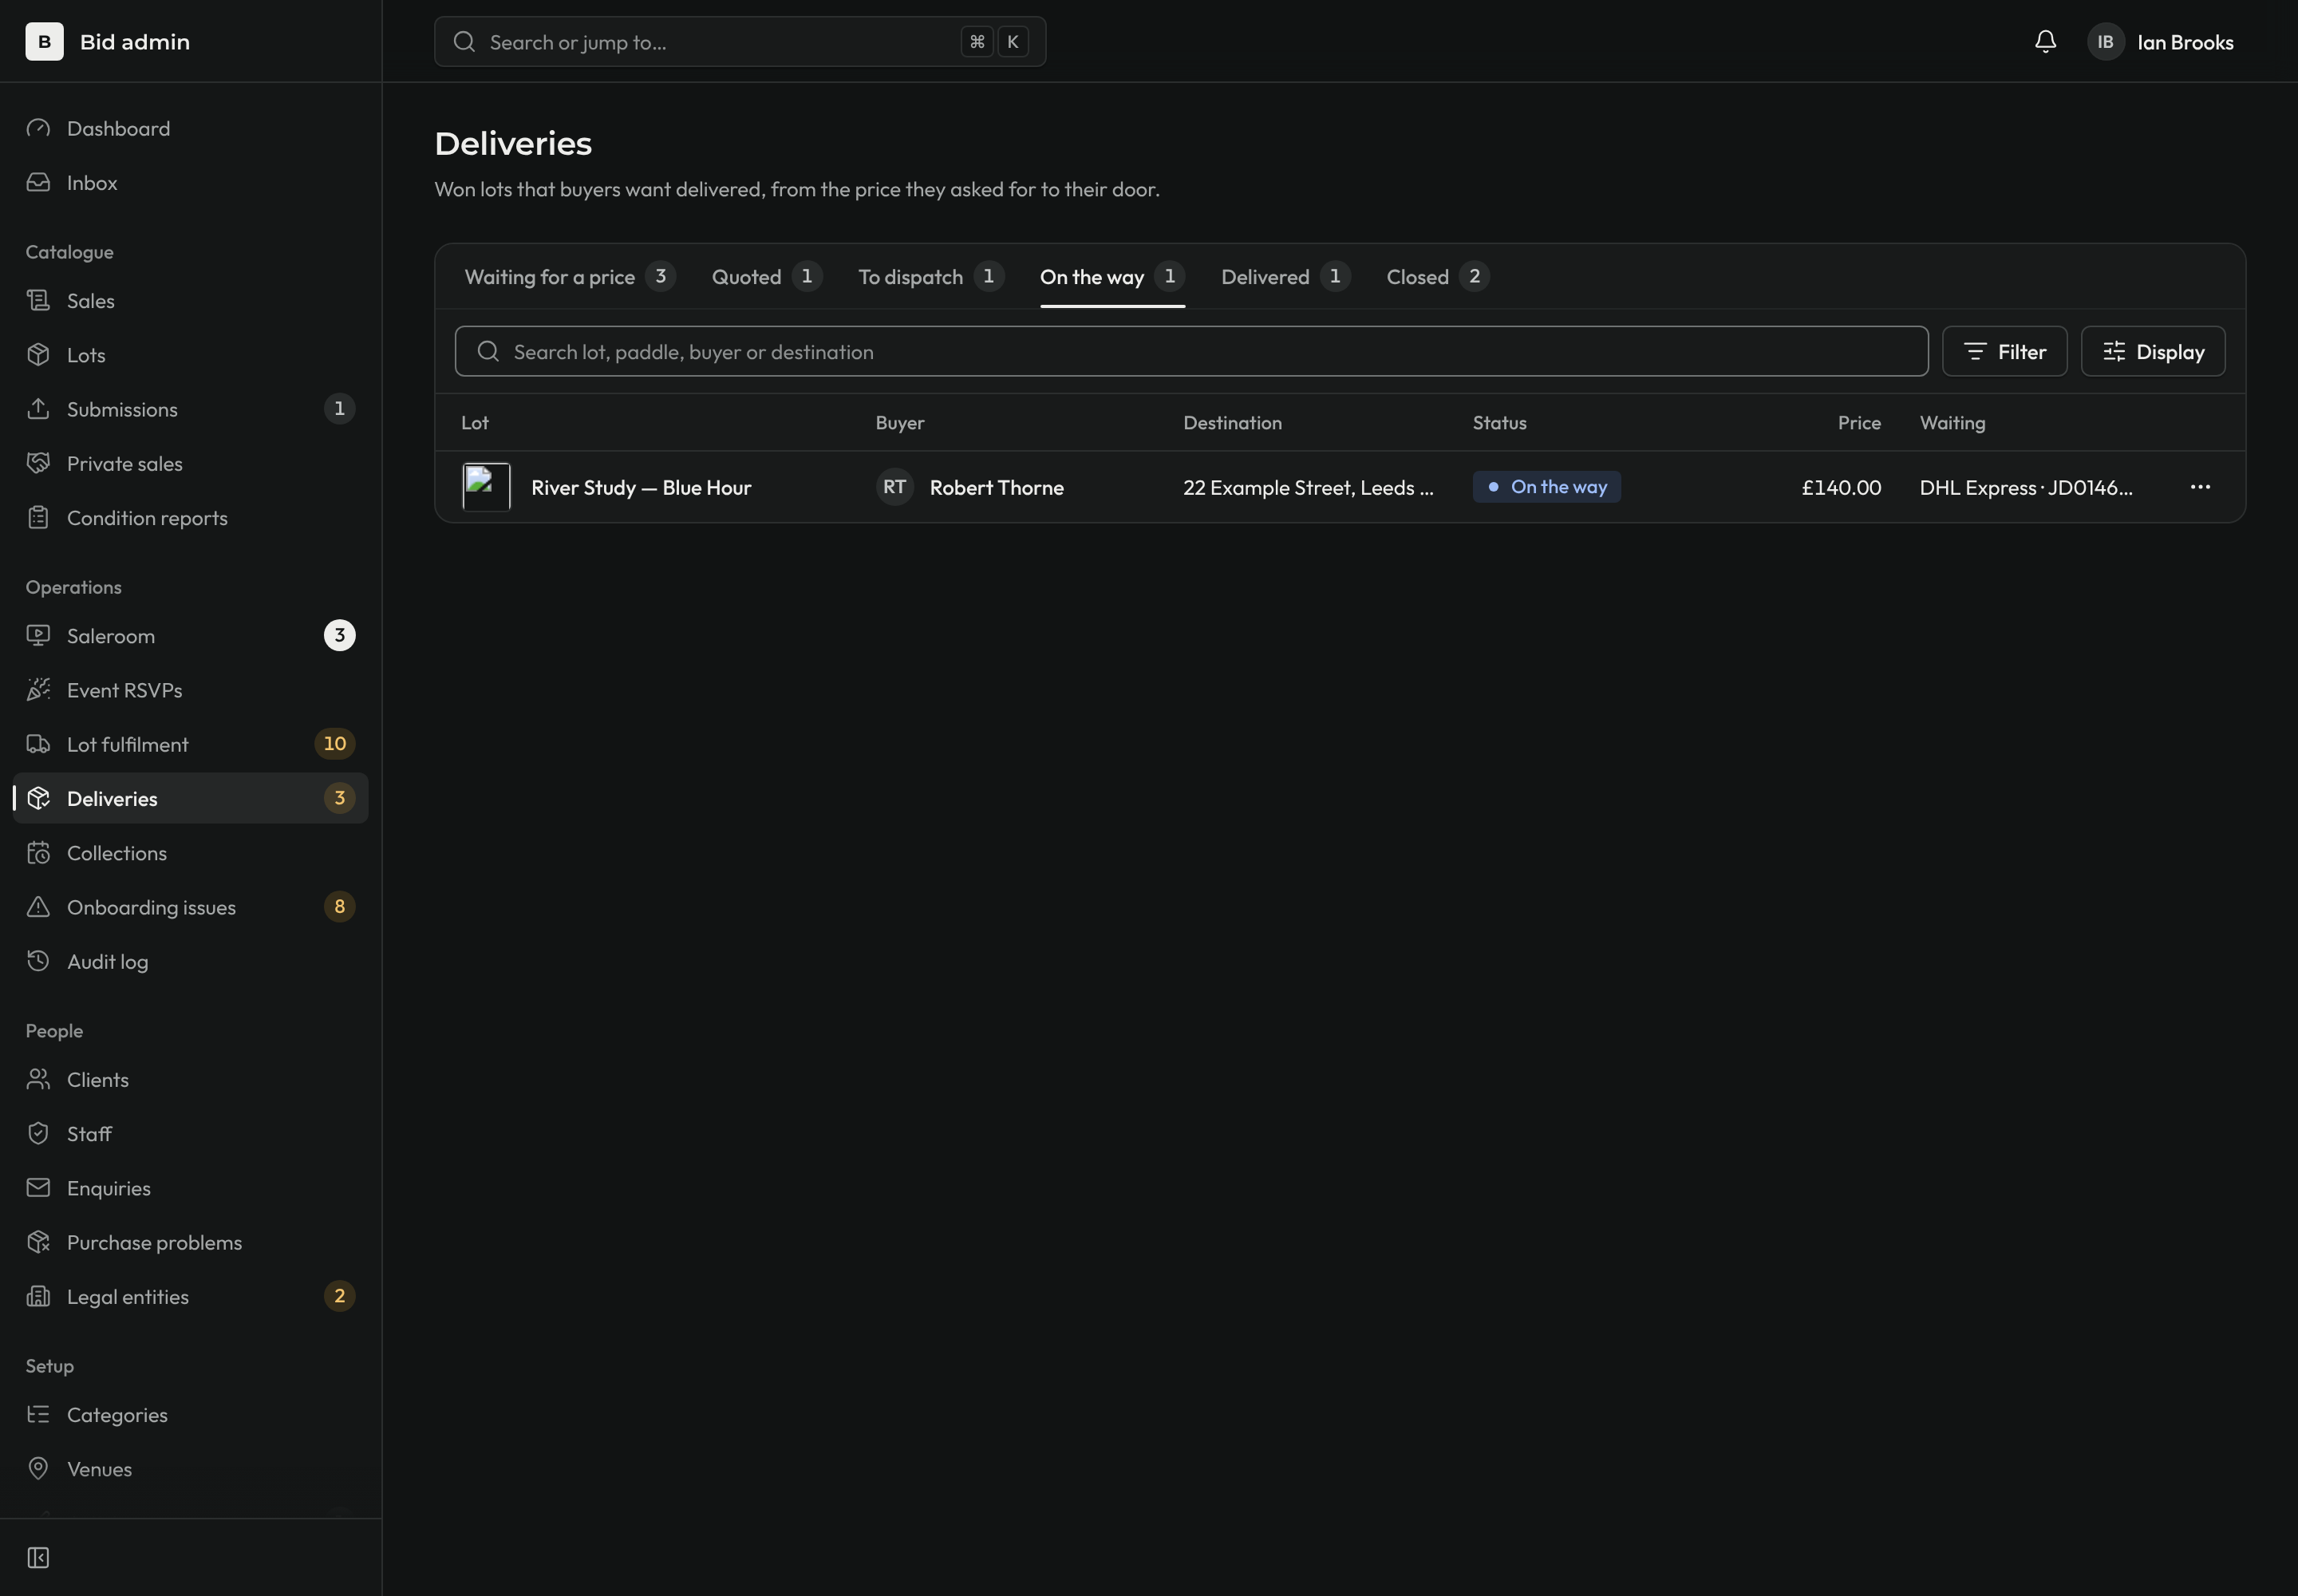 B Bid admin
Search or jump to... ⌘ K
IB Ian Brooks
Dashboard
Inbox
Catalogue
Sales
Lots
Submissions 1
Private sales
Condition reports
Operations
Saleroom 3
Event RSVPs
Lot fulfilment 10
Deliveries 3
Collections
Onboarding issues 8
Audit log
People
Clients
Staff
Enquiries
Purchase problems
Legal entities 2
Setup
Categories
Venues
Deliveries
Won lots that buyers want delivered, from the price they asked for to their door.
Waiting for a price 3 Quoted 1 To dispatch 1 On the way 1 Delivered 1 Closed 2
Search lot, paddle, buyer or destination Filter Display
Lot Buyer Destination Status Price Waiting
River Study — Blue Hour RT Robert Thorne 22 Example Street, Leeds ... On the way £140.00 DHL Express · JD0146...